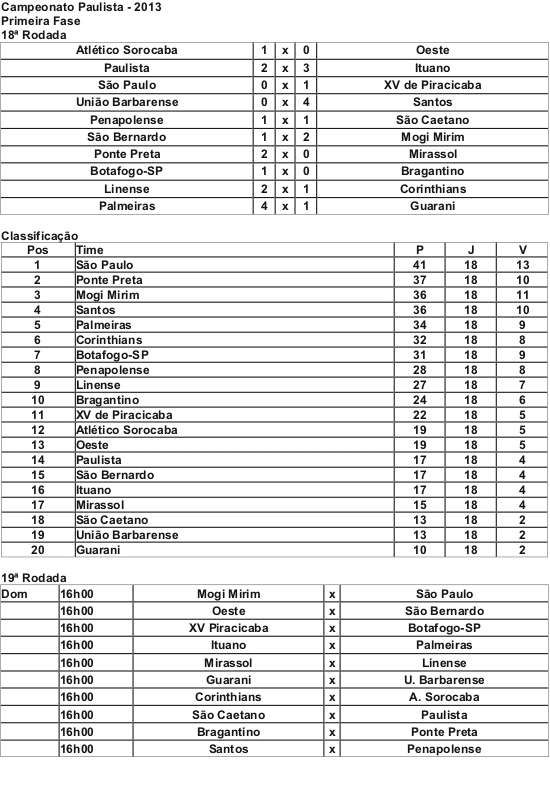 Campeonato Paulista - 2013
Primeira Fase
18ª Rodada
Atlético Sorocaba 1 x 0 Oeste
Paulista 2 x 3 Ituano
São Paulo 0 x 1 XV de Piracicaba
União Barbarense 0 x 4 Santos
Penapolense 1 x 1 São Caetano
São Bernardo 1 x 2 Mogi Mirim
Ponte Preta 2 x 0 Mirassol
Botafogo-SP 1 x 0 Bragantino
Linense 2 x 1 Corinthians
Palmeiras 4 x 1 Guarani
Classificação
Pos Time P J V
1 São Paulo 41 18 13
2 Ponte Preta 37 18 10
3 Mogi Mirim 36 18 11
4 Santos 36 18 10
5 Palmeiras 34 18 9
6 Corinthians 32 18 8
7 Botafogo-SP 31 18 9
8 Penapolense 28 18 8
9 Linense 27 18 7
10 Bragantino 24 18 6
11 XV de Piracicaba 22 18 5
12 Atlético Sorocaba 19 18 5
13 Oeste 19 18 5
14 Paulista 17 18 4
15 São Bernardo 17 18 4
16 Ituano 17 18 4
17 Mirassol 15 18 4
18 São Caetano 13 18 2
19 União Barbarense 13 18 2
20 Guarani 10 18 2
19ª Rodada
Dom 16h00 Mogi Mirim x São Paulo
16h00 Oeste x São Bernardo
16h00 XV Piracicaba x Botafogo-SP
16h00 Ituano x Palmeiras
16h00 Mirassol x Linense
16h00 Guarani x U. Barbarense
16h00 Corinthians x A. Sorocaba
16h00 São Caetano x Paulista
16h00 Bragantino x Ponte Preta
16h00 Santos x Penapolense